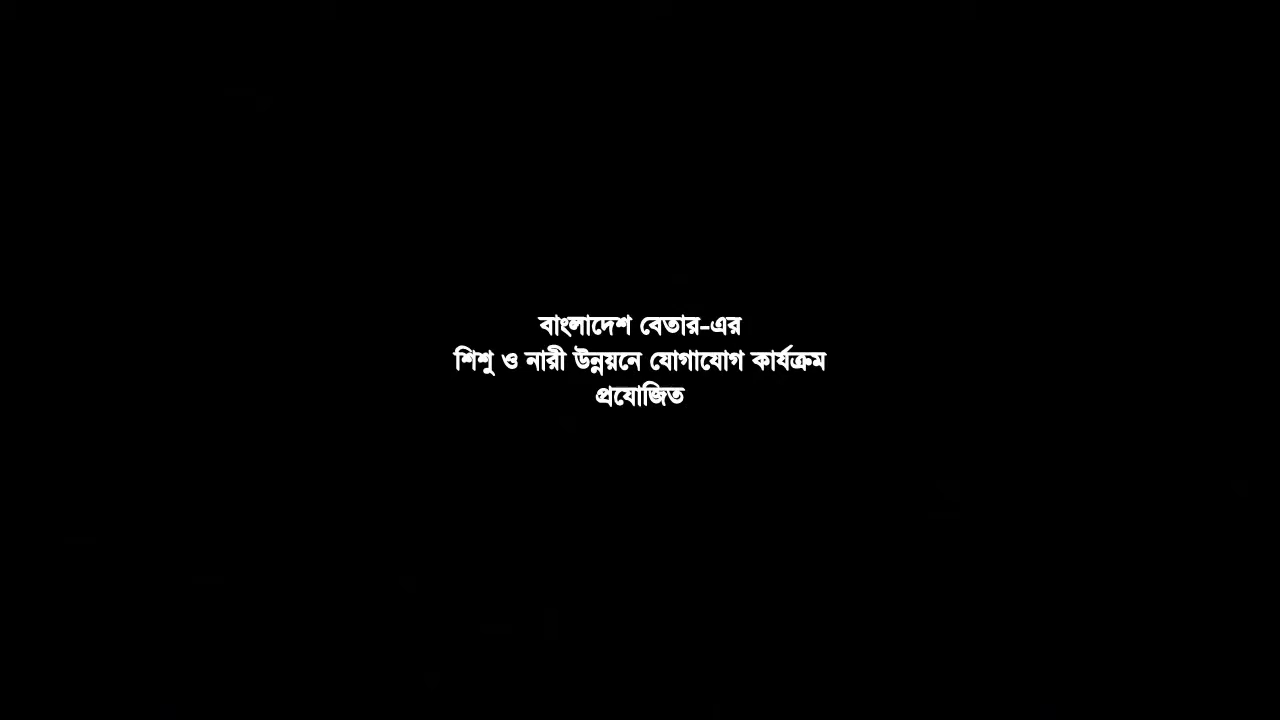 বাংলাদেশ বেতার-এর
শিশু ও নারী উন্নয়নে যোগাযোগ কার্যক্রম
প্রযোজিত